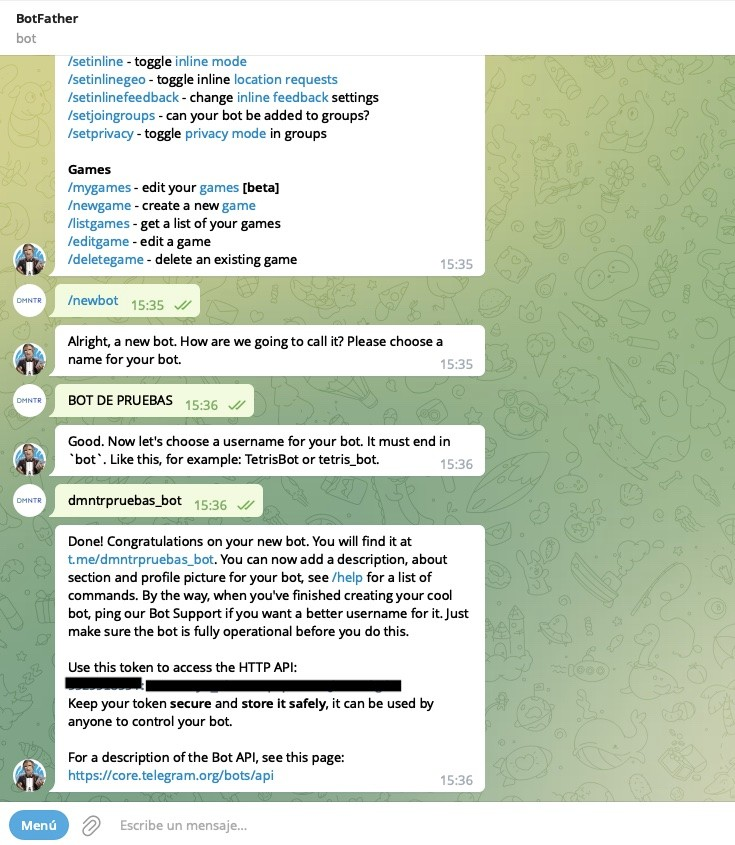 BotFather
bot
/setinline - toggle inline mode
/setinlinegeo - toggle inline location requests
/setinlinefeedback - change inline feedback settings
/setjoingroups - can your bot be added to groups?
/setprivacy - toggle privacy mode in groups
Games
/mygames - edit your games [beta]
/newgame - create a new game
/listgames - get a list of your games
/editgame - edit a game
/deletegame - delete an existing game
15:35
DMNTR
/newbot 15:35
Alright, a new bot. How are we going to call it? Please choose a
name for your bot.
15:35
DMNTR
BOT DE PRUEBAS 15:36
Good. Now let's choose a username for your bot. It must end in
`bot`. Like this, for example: TetrisBot or tetris_bot.
15:36
DMNTR
dmntrpruebas_bot 15:36
Done! Congratulations on your new bot. You will find it at
t.me/dmntrpruebas_bot. You can now add a description, about
section and profile picture for your bot, see /help for a list of
commands. By the way, when you've finished creating your cool
bot, ping our Bot Support if you want a better username for it. Just
make sure the bot is fully operational before you do this.
Use this token to access the HTTP API:
Keep your token secure and store it safely, it can be used by
anyone to control your bot.
For a description of the Bot API, see this page:
https://core.telegram.org/bots/api
15:36
Menú
Escribe un mensaje...